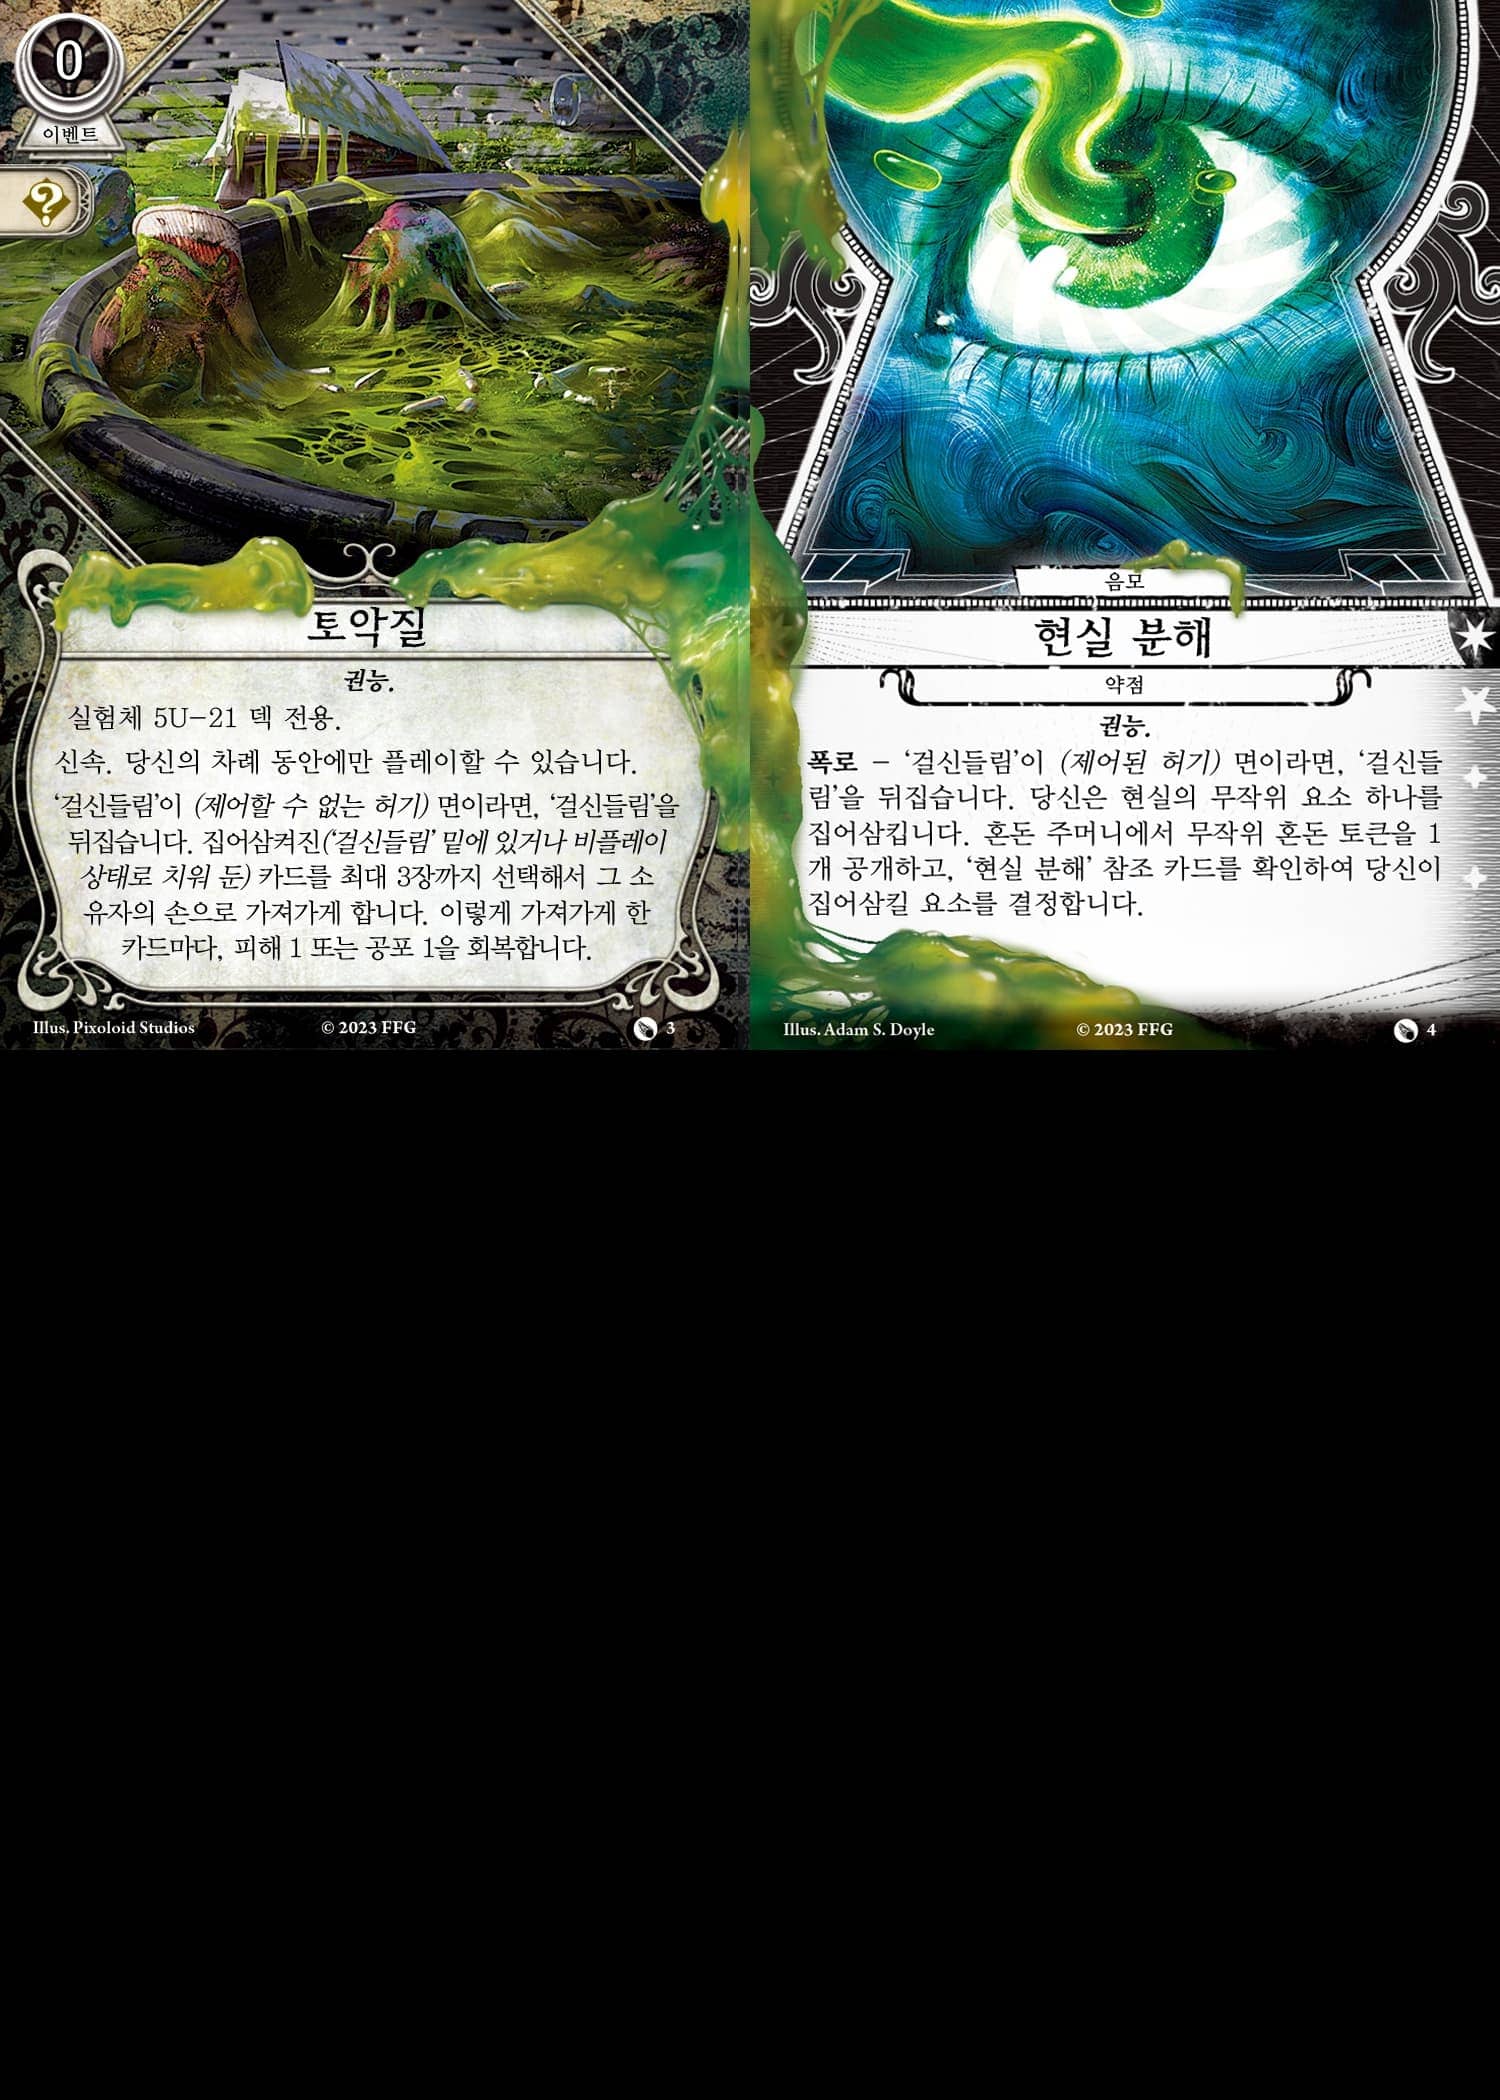 0
이벤트
토악질
권능.
실험체 5U-21 덱 전용.
신속. 당신의 차례 동안에만 플레이할 수 있습니다.
‘걸신들림’이 (제어할 수 없는 허기) 면이라면, ‘걸신들림’을
뒤집습니다. 집어삼켜진(‘걸신들림’ 밑에 있거나 비플레이
상태로 치워 둔) 카드를 최대 3장까지 선택해서 그 소
유자의 손으로 가져가게 합니다. 이렇게 가져가게 한
카드마다, 피해 1 또는 공포 1을 회복합니다.
Illus. Pixoloid Studios
© 2023 FFG
3
음모
현실 분해
약점
권능.
폭로 – ‘걸신들림’이 (제어된 허기) 면이라면, ‘걸신들
림’을 뒤집습니다. 당신은 현실의 무작위 요소 하나를
집어삼킵니다. 혼돈 주머니에서 무작위 혼돈 토큰을 1
개 공개하고, ‘현실 분해’ 참조 카드를 확인하여 당신이
집어삼킬 요소를 결정합니다.
Illus. Adam S. Doyle
© 2023 FFG
4